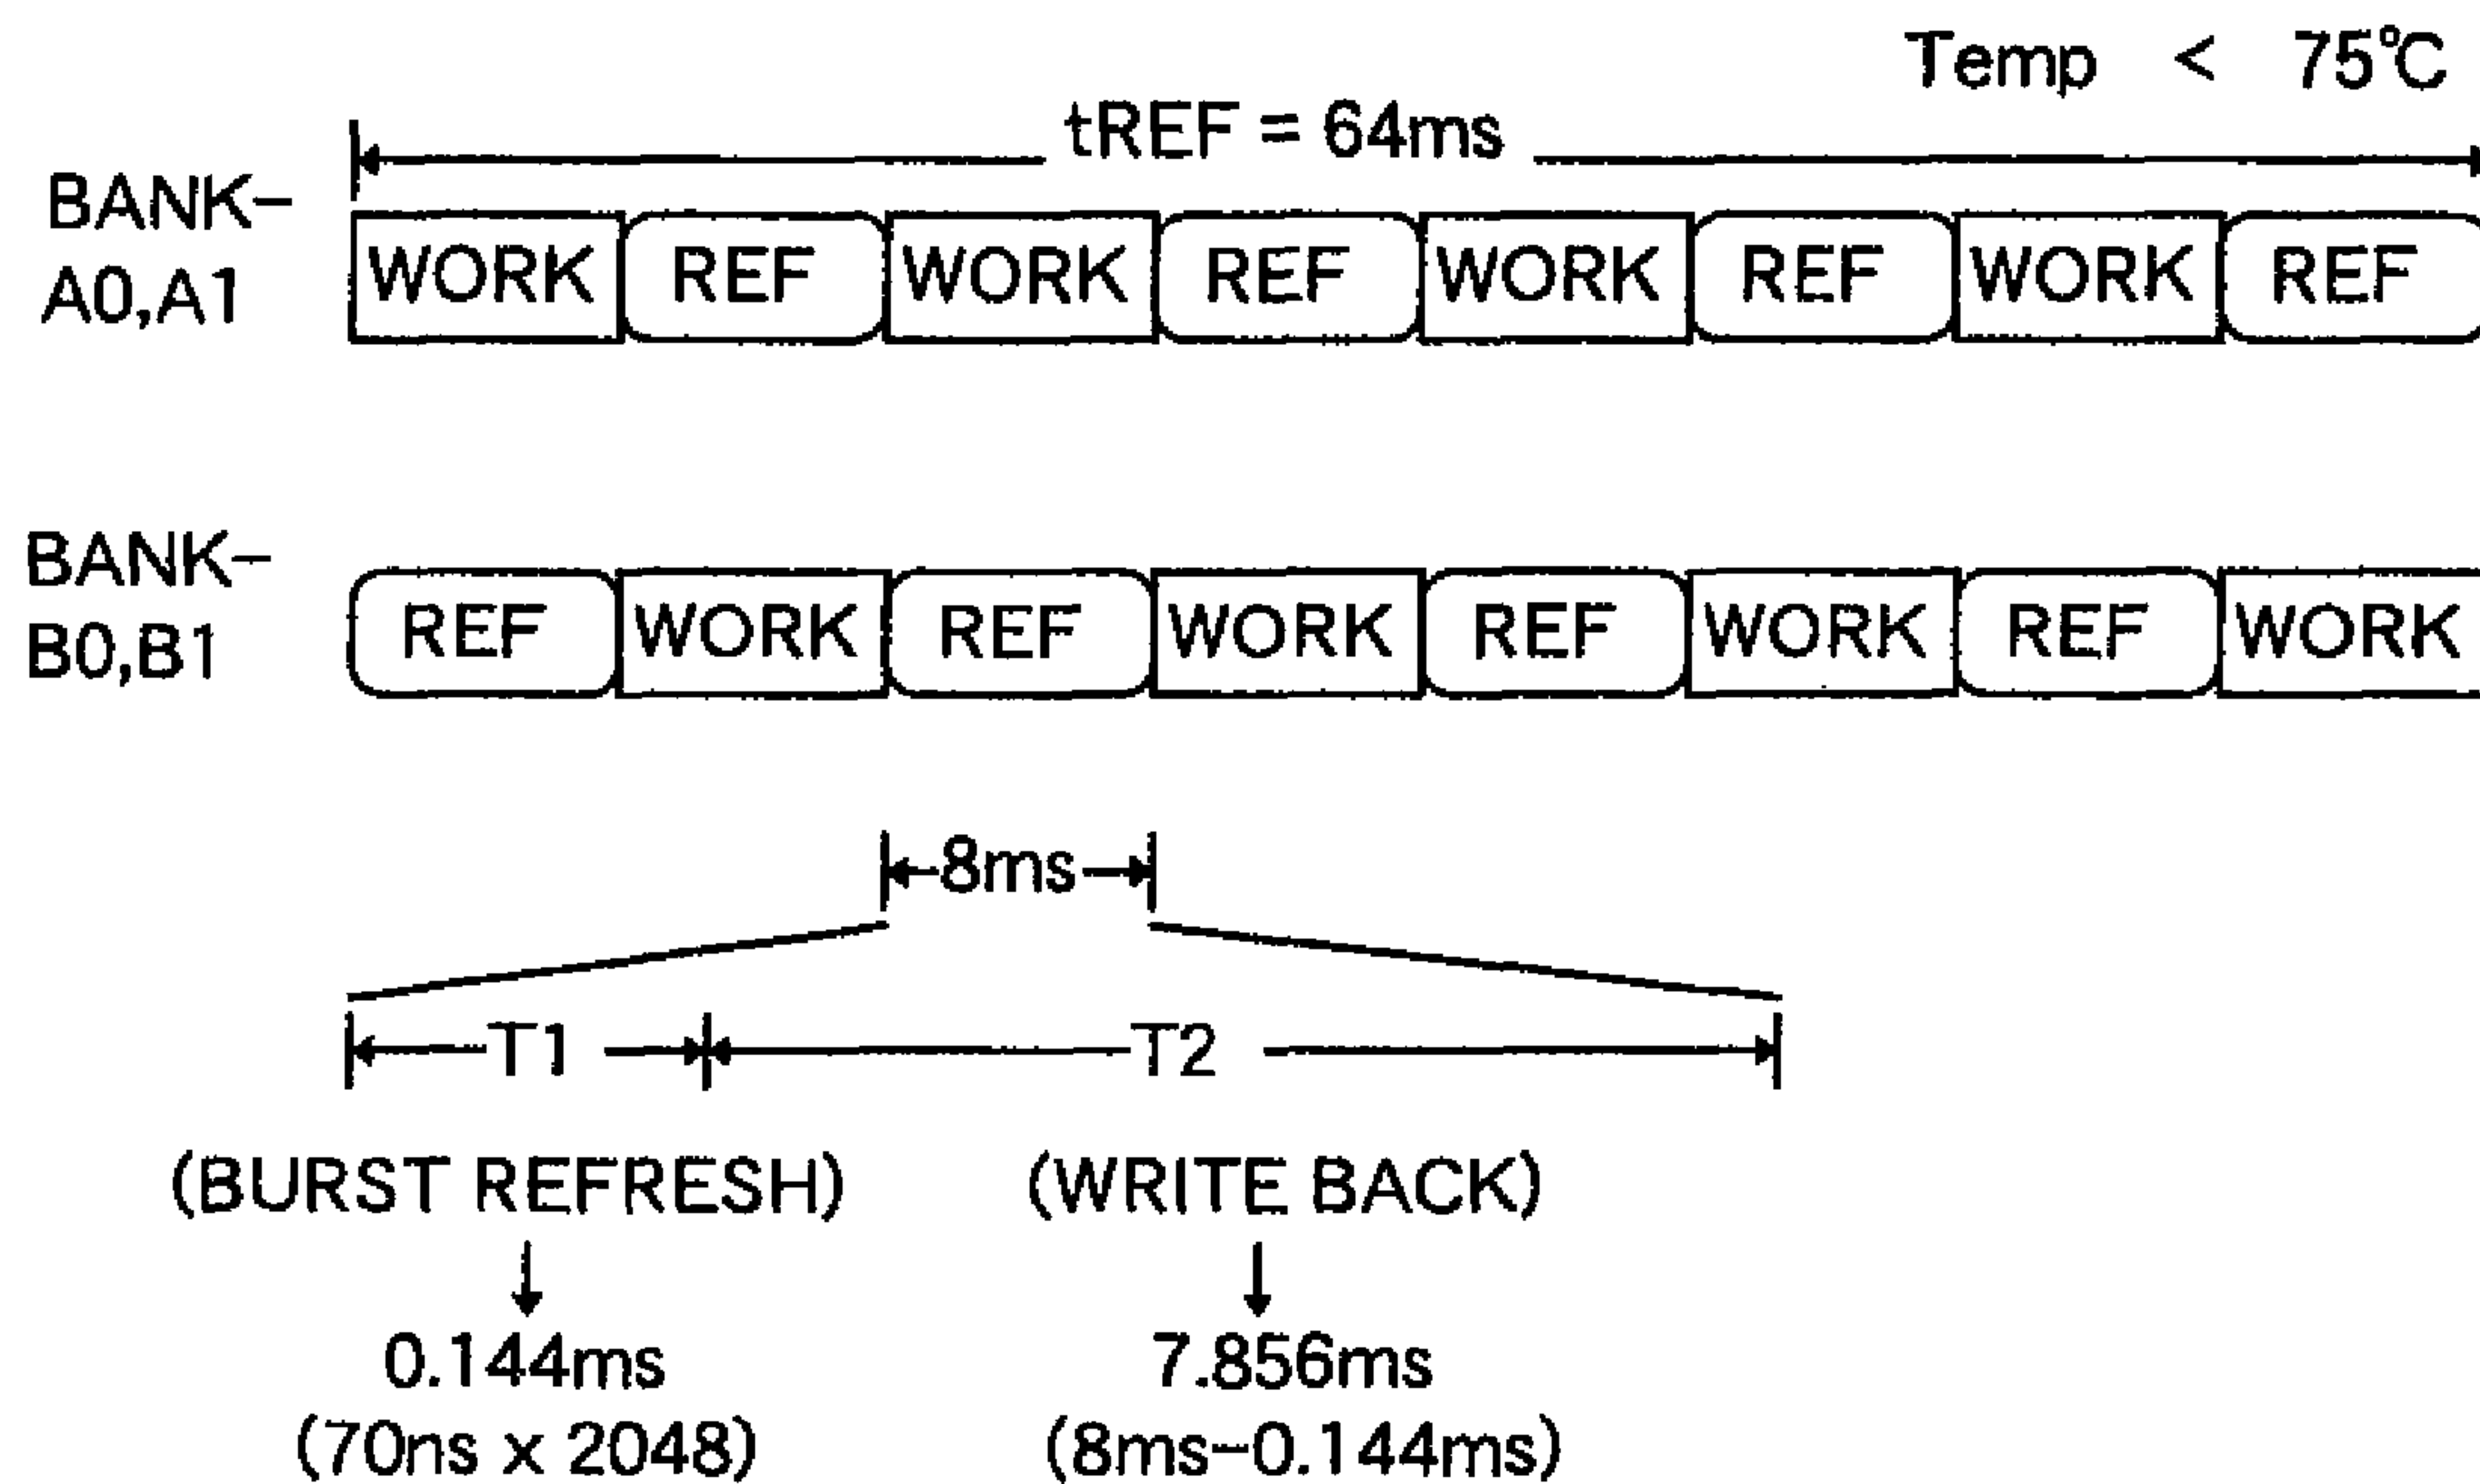 Temp < 75℃
tREF = 64ms
BANK-
A0,A1
WORK REF WORK REF WORK REF WORK REF
BANK-
B0,B1
REF WORK REF WORK REF WORK REF WORK
8ms
T1 T2
(BURST REFRESH) (WRITE BACK)
0.144ms 7.856ms
(70ns x 2048) (8ms-0.144ms)